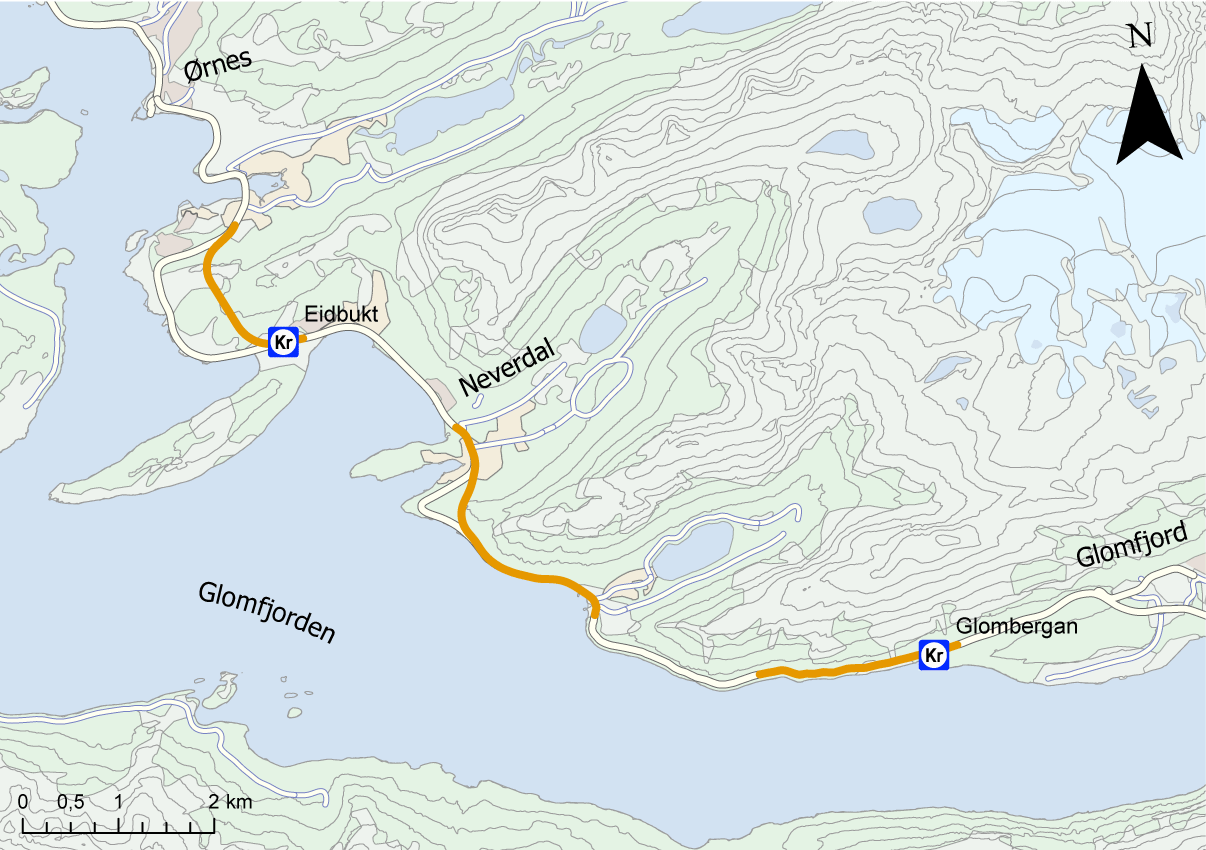 N
Ørnes
Eidbukt
Kr
Neverdal
Glomfjord
Glomfjorden
Glombergan
Kr
0 0,5 1 2 km